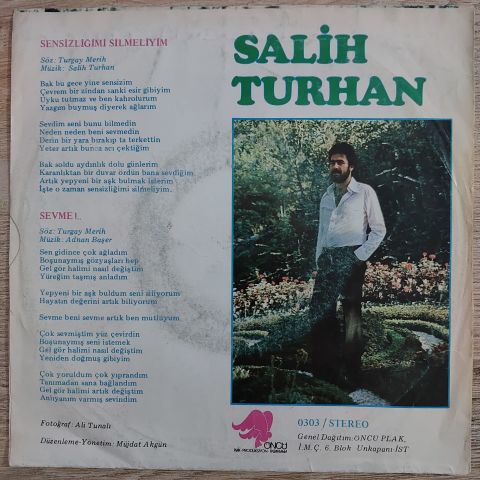 SENSİZLİĞİMİ SİLMELİYİM
Söz: Turgay Merih
Müzik: Salih Turhan
Bak bu gece yine sensizim
Çevrem bir zindan sanki esir gibiyim
Uyku tutmaz ve ben kahrolurum
Yazgım buymuş diyerek ağlarım
Sevdim seni bunu bilmedin
Neden neden beni sevmedin
Derin bir yara bırakıp ta terkettin
Yeter artık bunca acı çektiğim
Bak soldu aydınlık dolu günlerim
Karanlıktan bir duvar ördün bana sevdiğim
Artık yepyeni bir aşk bulmak isterim
İşte o zaman sensizliğimi silmeliyim.
SEVME!..
Söz: Turgay Merih
Müzik: Adnan Başer
Sen gidince çok ağladım
Boşunaymış gözyaşları hep
Gel gör halimi nasıl değiştim
Yüreğim taşmış anladım
Yepyeni bir aşk buldum seni siliyorum
Hayatın değerini artık biliyorum
Sevme beni sevme artık ben mutluyum
Çok sevmiştim yüz çevirdin
Boşunaymış seni istemek
Gel gör halimi nasıl değiştim
Yeniden doğmuş gibiyim
Çok yoruldum çok yıprandım
Tanımadan sana bağlandım
Gel gör halimi artık değiştim
Anlıyanım varmış sevindim
Fotoğraf: Ali Tunalı
Düzenleme-Yönetim: Müjdat Akgün
SALİH
TURHAN
ÖNCÜ
0303 / STEREO
Genel Dağıtım: ÖNCÜ PLAK,
İ.M.Ç. 6. Blok Unkapanı-İST